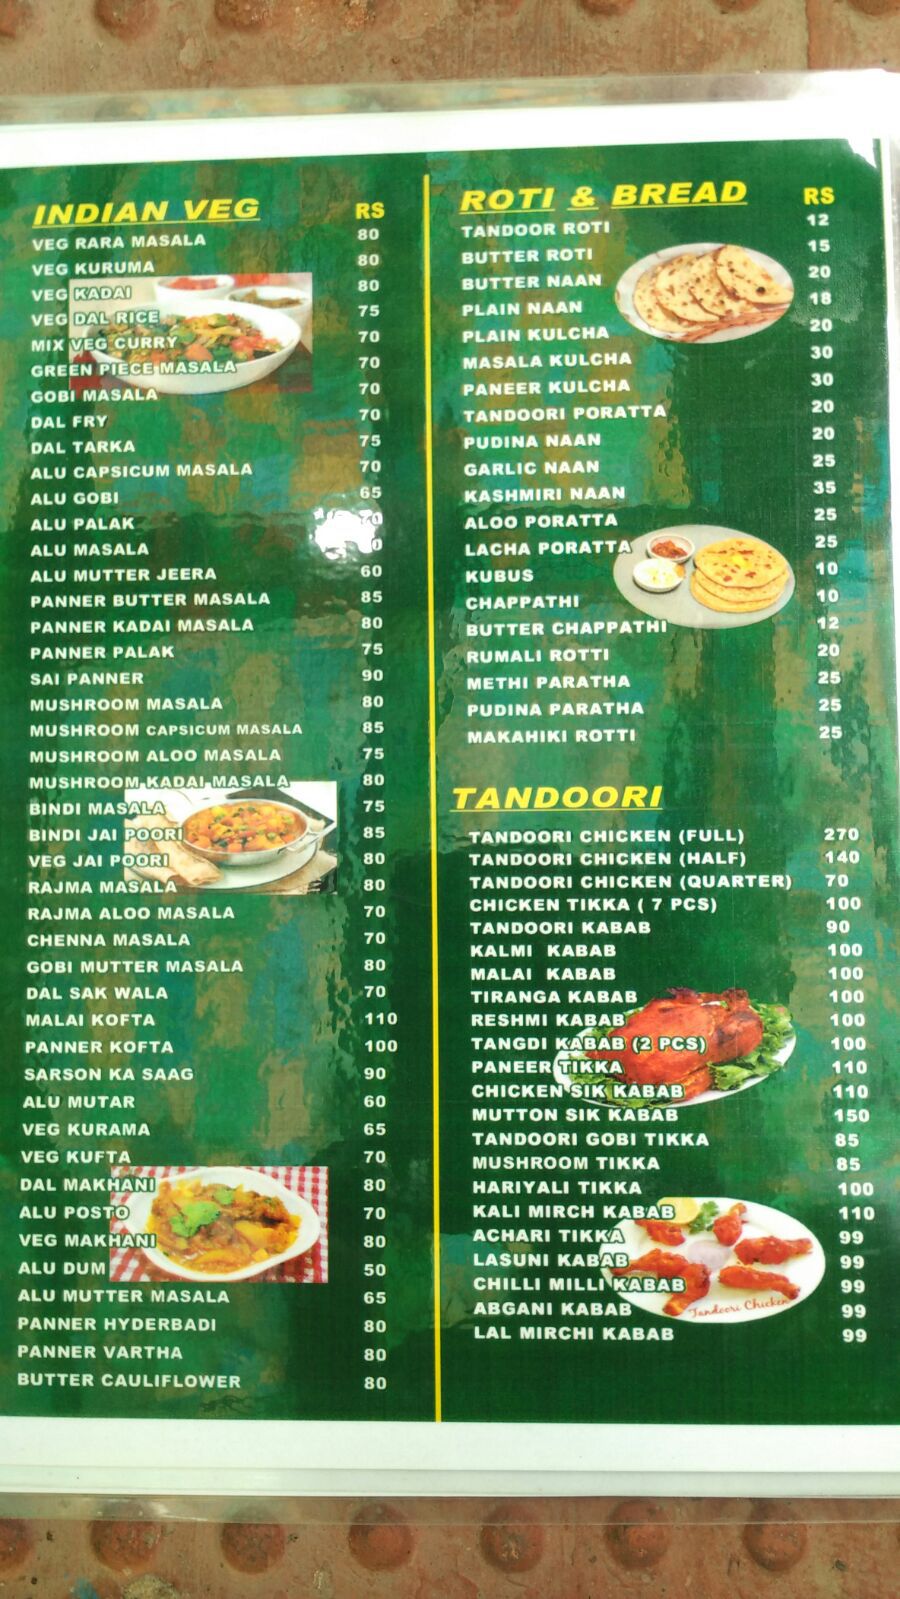 INDIAN VEG RS
VEG RARA MASALA 80
VEG KURUMA 80
VEG KADAI 80
VEG DAL RICE 75
MIX VEG CURRY 70
GREEN PIECE MASALA 70
GOBI MASALA 70
DAL FRY 70
DAL TARKA 75
ALU CAPSICUM MASALA 70
ALU GOBI 65
ALU PALAK
ALU MASALA
ALU MUTTER JEERA 60
PANNER BUTTER MASALA 85
PANNER KADAI MASALA 80
PANNER PALAK 75
SAI PANNER 90
MUSHROOM MASALA 80
MUSHROOM CAPSICUM MASALA 85
MUSHROOM ALOO MASALA 75
MUSHROOM KADAI MASALA 80
BINDI MASALA 75
BINDI JAI POORI 85
VEG JAI POORI 80
RAJMA MASALA 80
RAJMA ALOO MASALA 70
CHENNA MASALA 70
GOBI MUTTER MASALA 80
DAL SAK WALA 70
MALAI KOFTA 110
PANNER KOFTA 100
SARSON KA SAAG 90
ALU MUTAR 60
VEG KURAMA 65
VEG KUFTA 70
DAL MAKHANI 80
ALU POSTO 70
VEG MAKHANI 80
ALU DUM 50
ALU MUTTER MASALA 65
PANNER HYDERBADI 80
PANNER VARTHA 80
BUTTER CAULIFLOWER 80
ROTI & BREAD RS
TANDOOR ROTI 12
BUTTER ROTI 15
BUTTER NAAN 20
PLAIN NAAN 18
PLAIN KULCHA 20
MASALA KULCHA 30
PANEER KULCHA 30
TANDOORI PORATTA 20
PUDINA NAAN 20
GARLIC NAAN 25
KASHMIRI NAAN 35
ALOO PORATTA 25
LACHA PORATTA 25
KUBUS 10
CHAPPATHI 10
BUTTER CHAPPATHI 12
RUMALI ROTTI 20
METHI PARATHA 25
PUDINA PARATHA 25
MAKAHIKI ROTTI 25
TANDOORI
TANDOORI CHICKEN (FULL) 270
TANDOORI CHICKEN (HALF) 140
TANDOORI CHICKEN (QUARTER) 70
CHICKEN TIKKA ( 7 PCS) 100
TANDOORI KABAB 90
KALMI KABAB 100
MALAI KABAB 100
TIRANGA KABAB 100
RESHMI KABAB 100
TANGDI KABAB (2 PCS) 100
PANEER TIKKA 110
CHICKEN SIK KABAB 110
MUTTON SIK KABAB 150
TANDOORI GOBI TIKKA 85
MUSHROOM TIKKA 85
HARIYALI TIKKA 100
KALI MIRCH KABAB 110
ACHARI TIKKA 99
LASUNI KABAB 99
CHILLI MILLI KABAB 99
Tandoori Chicken
ABGANI KABAB 99
LAL MIRCHI KABAB 99